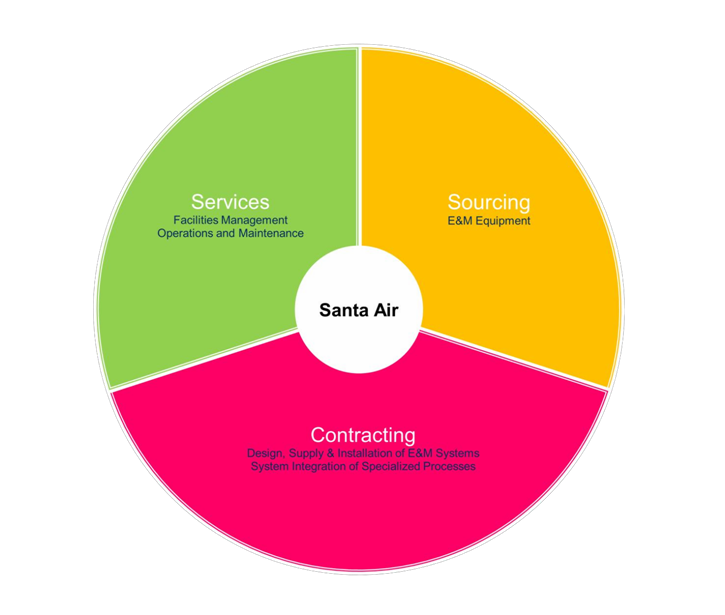 Services
Facilities Management
Operations and Maintenance
Sourcing
E&M Equipment
Santa Air
Contracting
Design, Supply & Installation of E&M Systems
System Integration of Specialized Processes